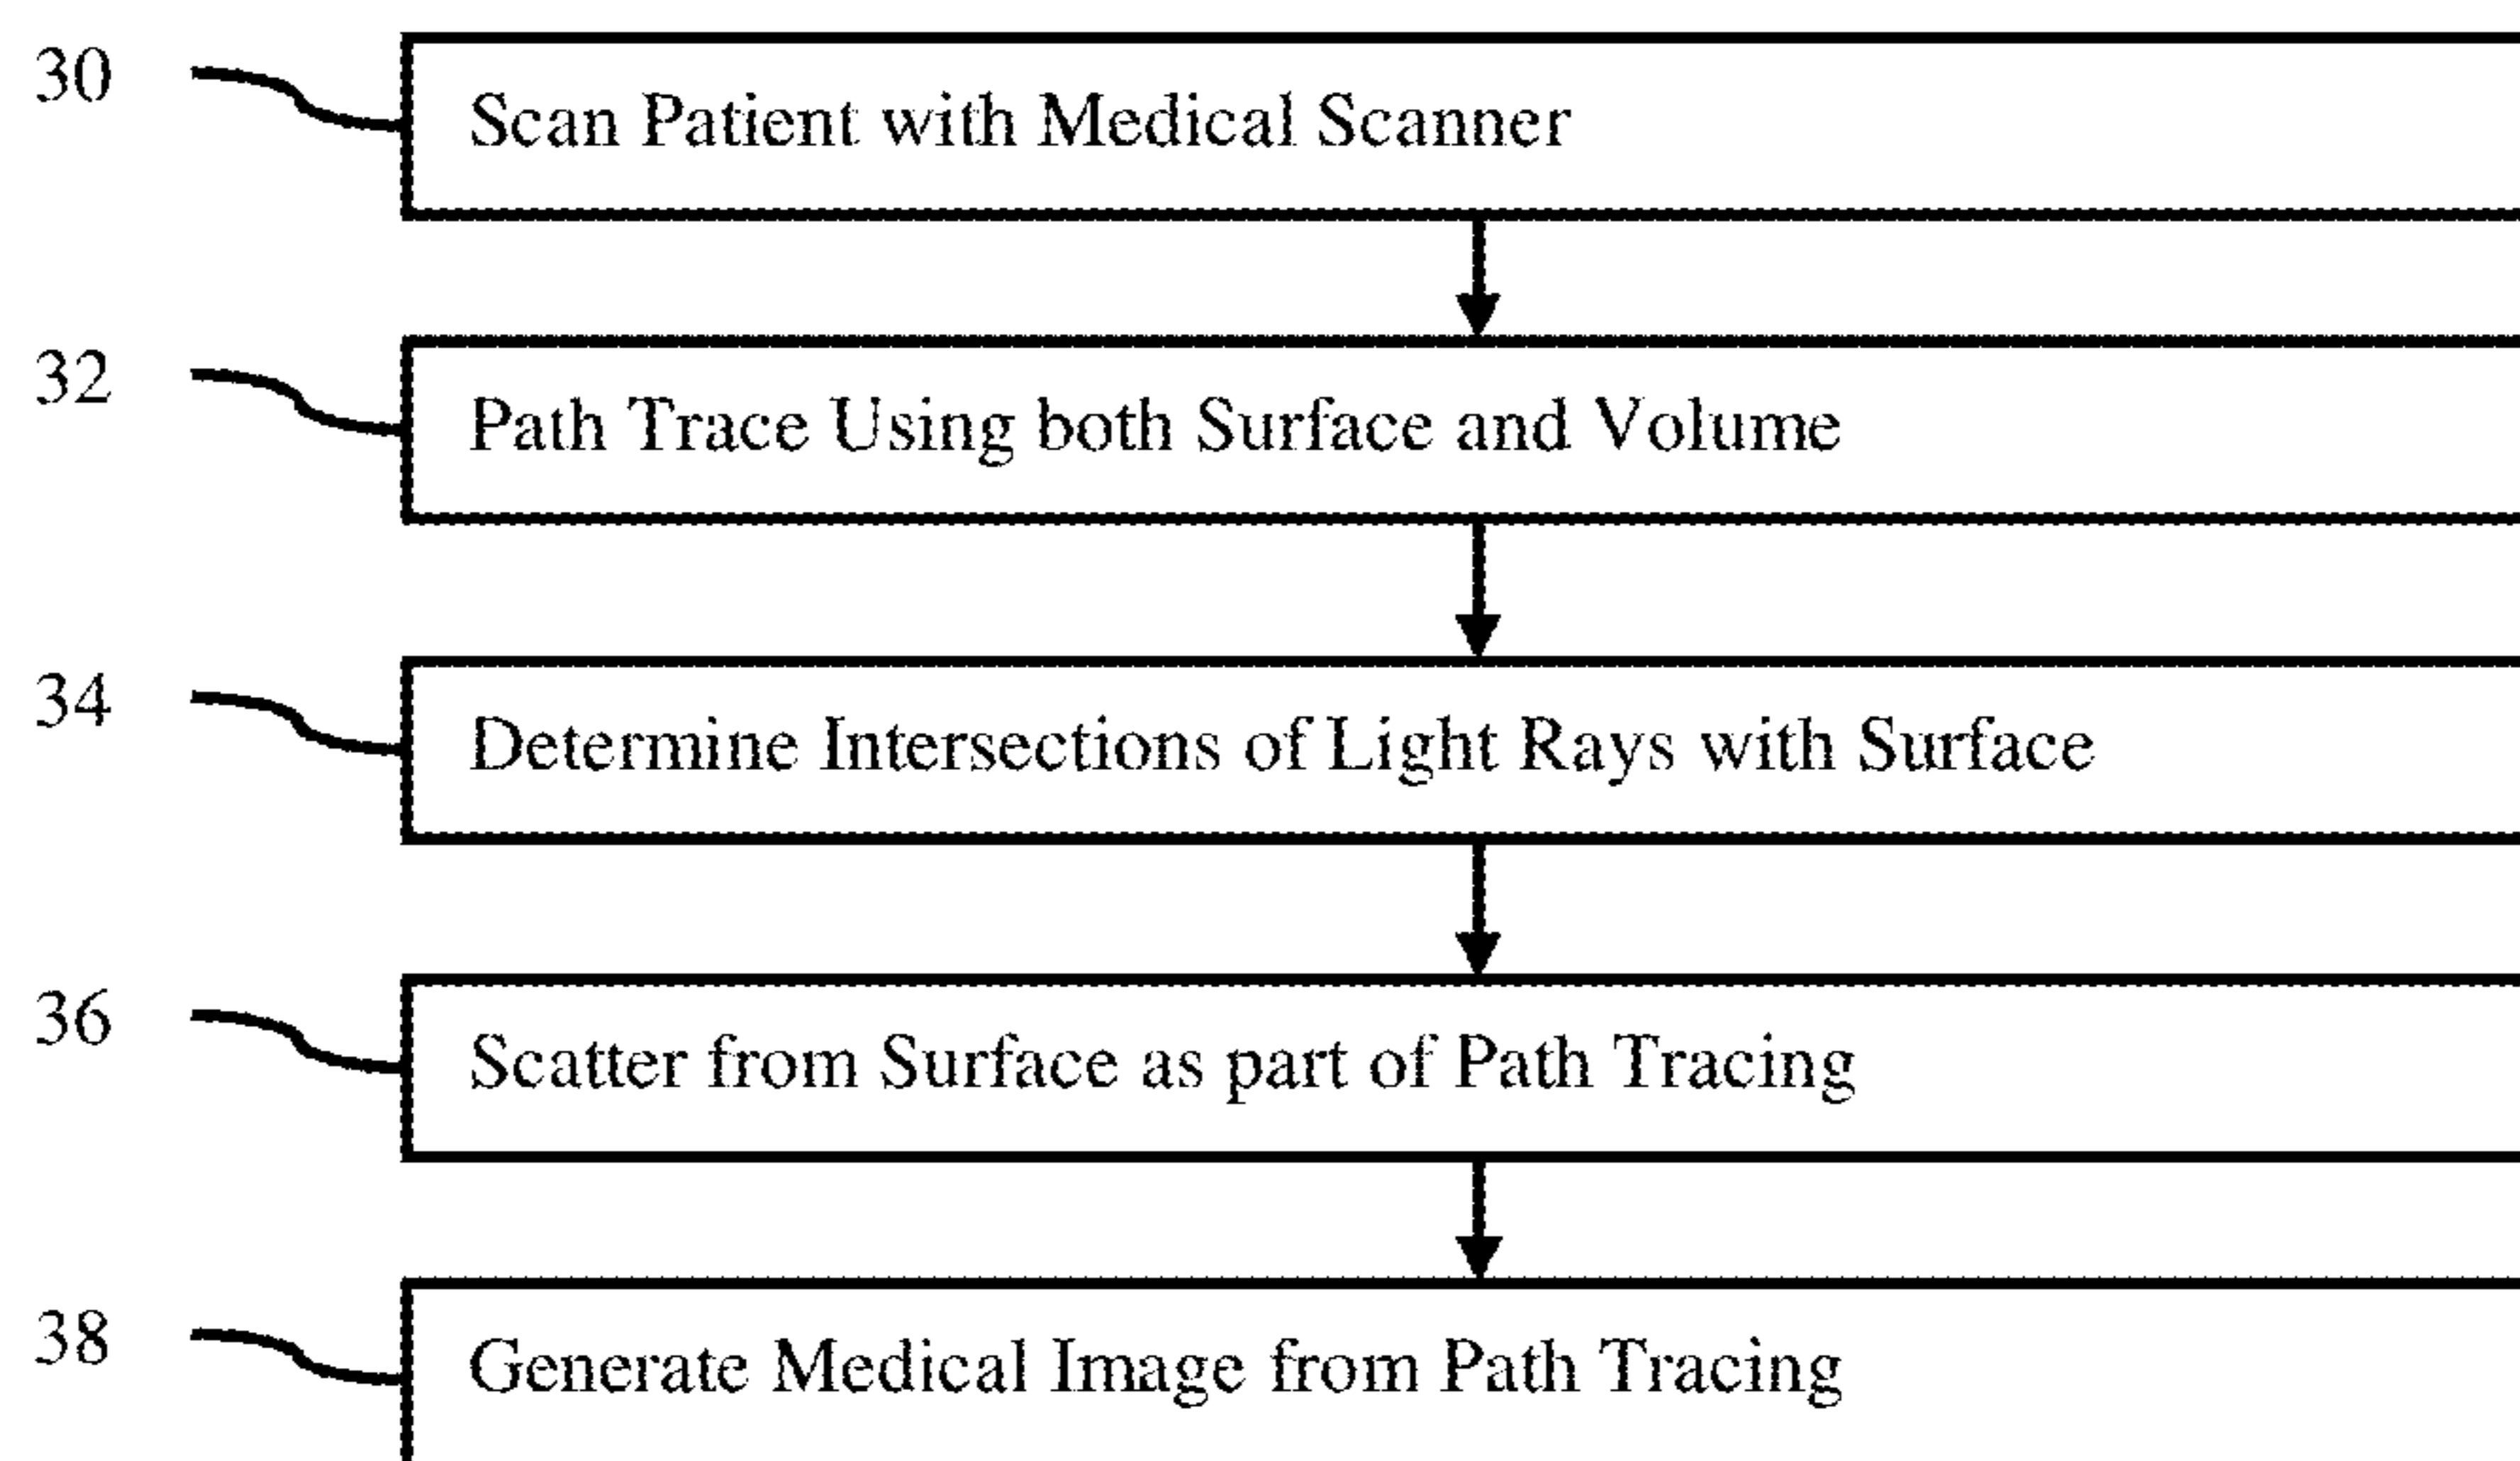 30 Scan Patient with Medical Scanner
32 Path Trace Using both Surface and Volume
34 Determine Intersections of Light Rays with Surface
36 Scatter from Surface as part of Path Tracing
38 Generate Medical Image from Path Tracing